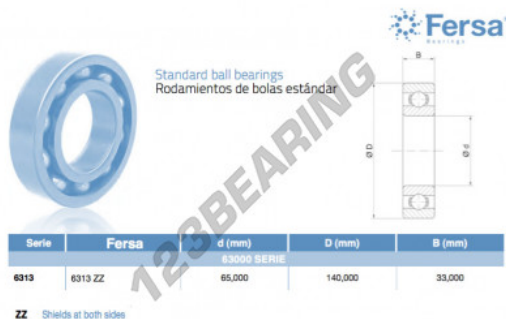 Fersa
Bearings
Standard ball bearings
Rodamientos de bolas estándar
B
Ø D
Ø d
123BEARING
Serie Fersa d (mm) D (mm) B (mm)
63000 SERIE
6313 6313 ZZ 65,000 140,000 33,000
ZZ Shields at both sides